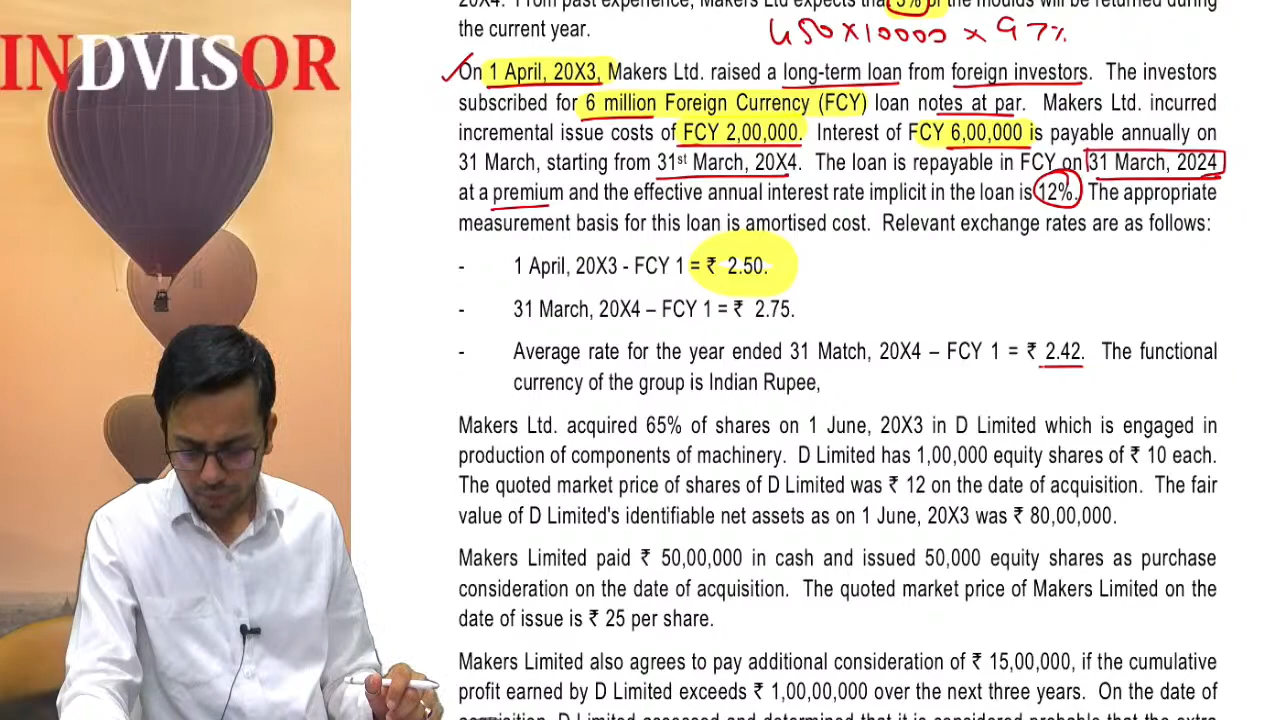 20X4. From past experience, Makers Ltd expects that 3% of the moulds will be returned during
the current year.
450 X 10000 X 97%
INDVISOR
On 1 April, 20X3, Makers Ltd. raised a long-term loan from foreign investors. The investors
subscribed for 6 million Foreign Currency (FCY) loan notes at par. Makers Ltd. incurred
incremental issue costs of FCY 2,00,000. Interest of FCY 6,00,000 is payable annually on
31 March, starting from 31st March, 20X4. The loan is repayable in FCY on 31 March, 2024
at a premium and the effective annual interest rate implicit in the loan is 12%. The appropriate
measurement basis for this loan is amortised cost. Relevant exchange rates are as follows:
- 1 April, 20X3 - FCY 1 = ₹ 2.50.
- 31 March, 20X4 – FCY 1 = ₹ 2.75.
- Average rate for the year ended 31 Match, 20X4 – FCY 1 = ₹ 2.42. The functional
currency of the group is Indian Rupee,
Makers Ltd. acquired 65% of shares on 1 June, 20X3 in D Limited which is engaged in
production of components of machinery. D Limited has 1,00,000 equity shares of ₹ 10 each.
The quoted market price of shares of D Limited was ₹ 12 on the date of acquisition. The fair
value of D Limited's identifiable net assets as on 1 June, 20X3 was ₹ 80,00,000.
Makers Limited paid ₹ 50,00,000 in cash and issued 50,000 equity shares as purchase
consideration on the date of acquisition. The quoted market price of Makers Limited on the
date of issue is ₹ 25 per share.
Makers Limited also agrees to pay additional consideration of ₹ 15,00,000, if the cumulative
profit earned by D Limited exceeds ₹ 1,00,00,000 over the next three years. On the date of
acquisition, D Limited assessed and determined that it is considered probable that the extra